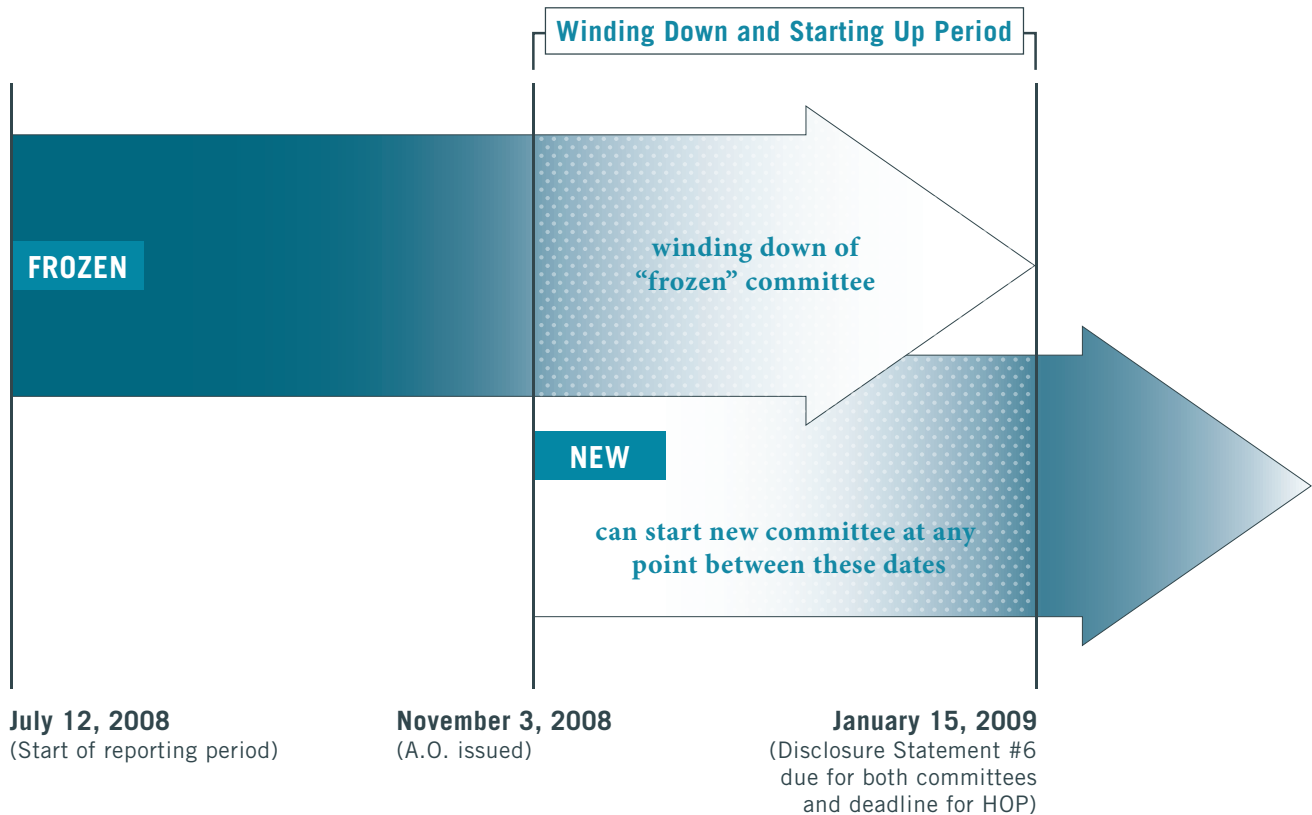 Winding Down and Starting Up Period
FROZEN
winding down of
“frozen” committee
NEW
can start new committee at any
point between these dates
July 12, 2008
(Start of reporting period)
November 3, 2008
(A.O. issued)
January 15, 2009
(Disclosure Statement #6
due for both committees
and deadline for HOP)